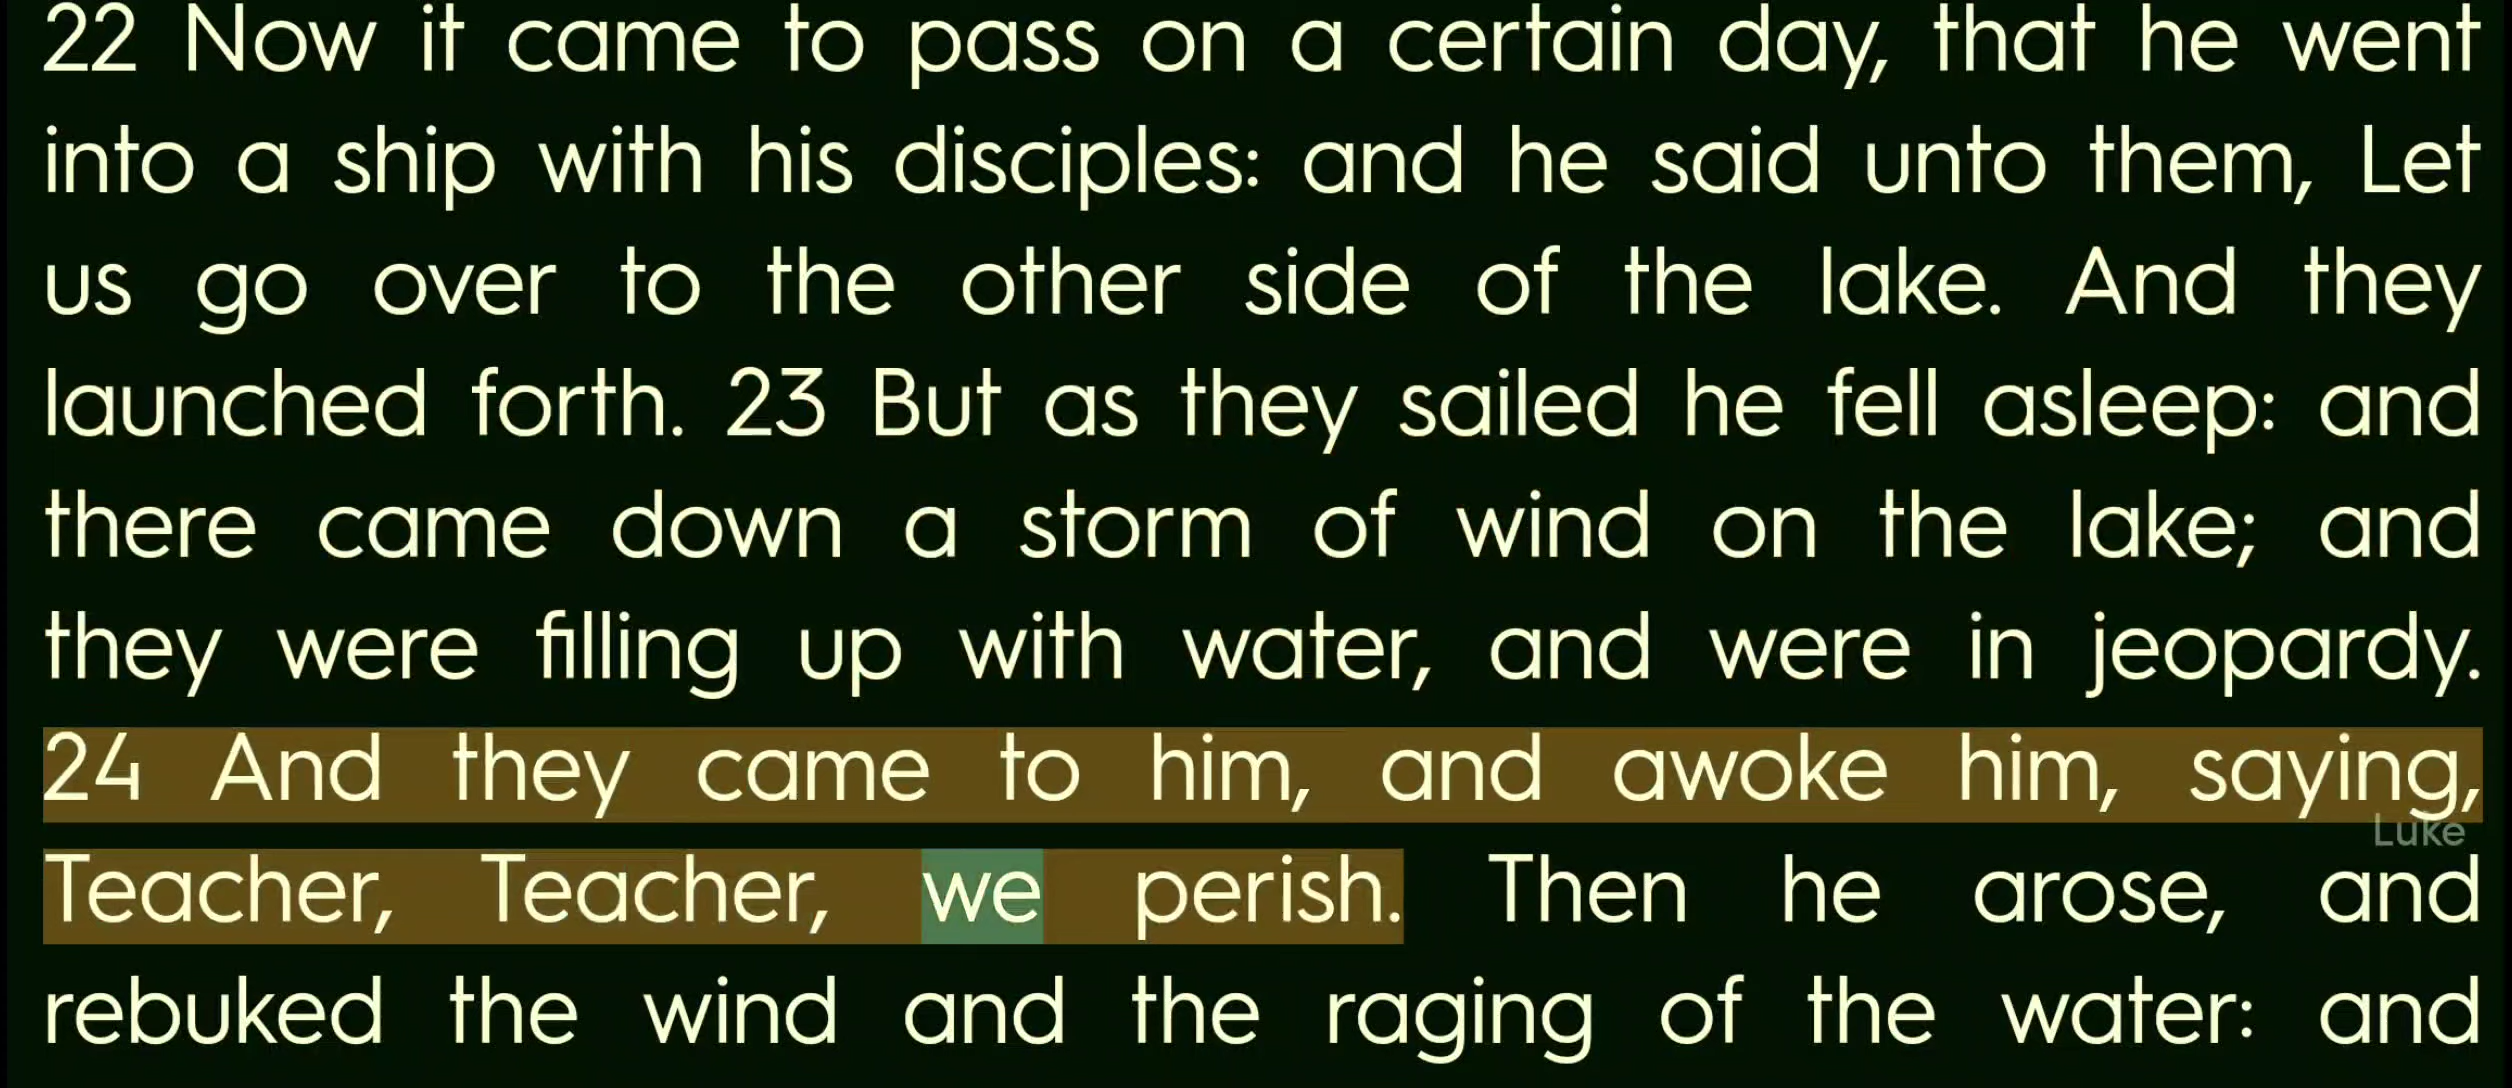 22 Now it came to pass on a certain day, that he went
into a ship with his disciples: and he said unto them, Let
us go over to the other side of the lake. And they
launched forth. 23 But as they sailed he fell asleep: and
there came down a storm of wind on the lake; and
they were filling up with water, and were in jeopardy.
24 And they came to him, and awoke him, saying,
Luke
Teacher, Teacher, we perish. Then he arose, and
rebuked the wind and the raging of the water: and